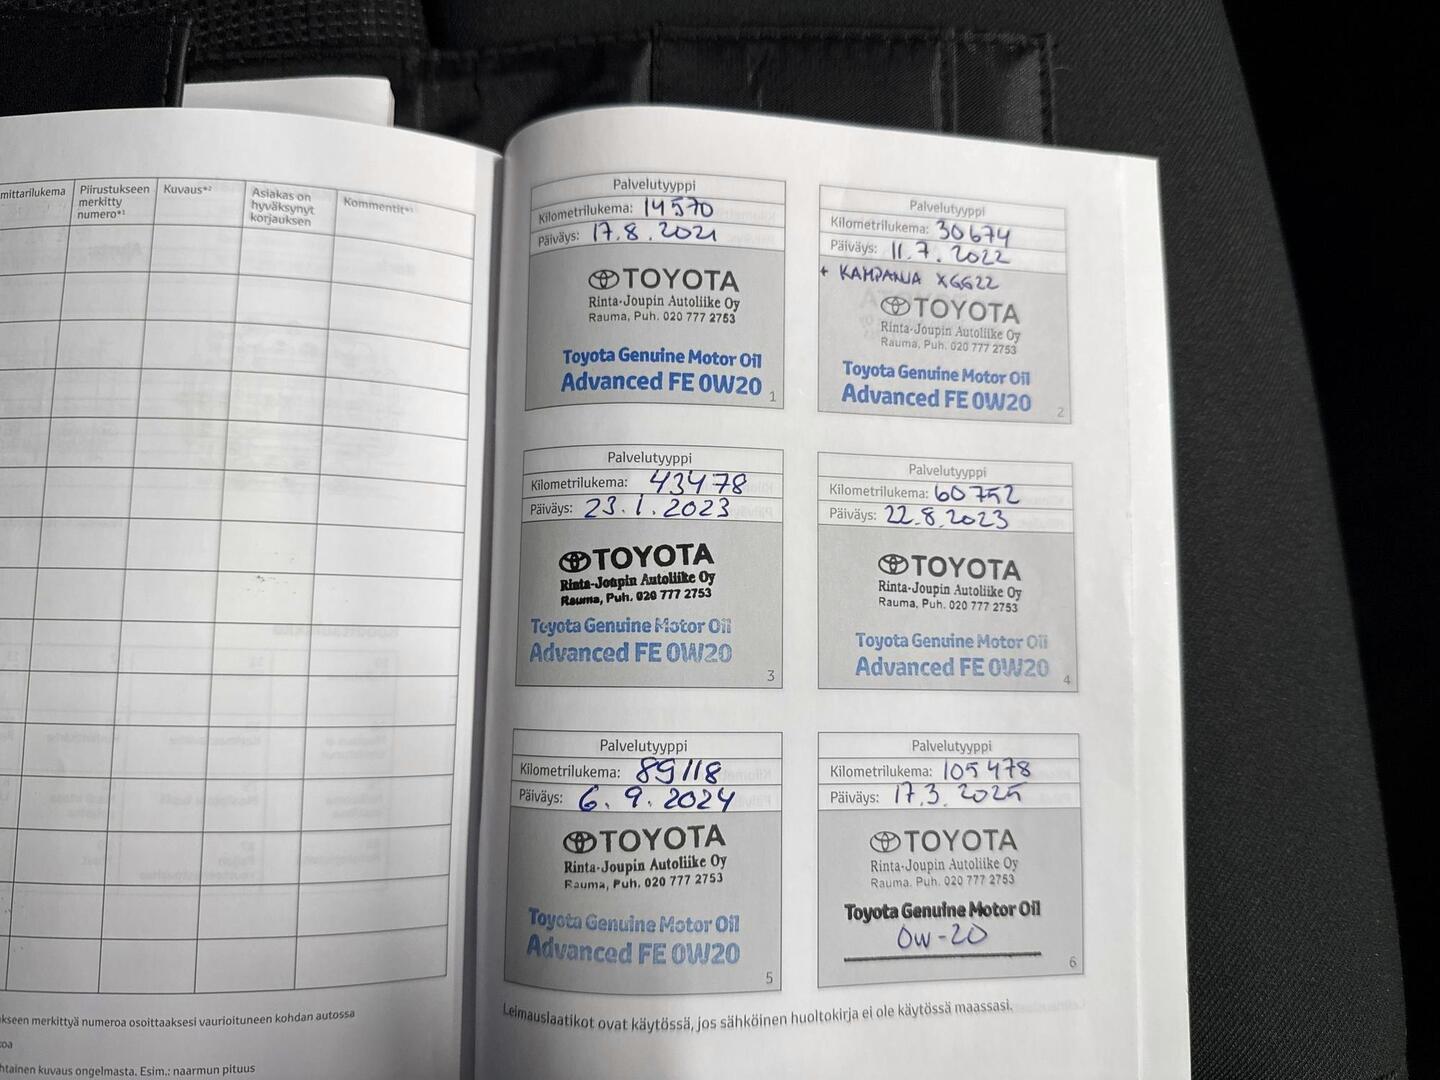 mittarilukema
Piirustukseen merkitty numero*¹
Kuvaus*²
Asiakas on hyväksynyt korjauksen
Kommentit*³
Palvelutyyppi
Kilometrilukema: 14570
Päiväys: 17.8.2021
TOYOTA
Rinta-Joupin Autoliike Oy
Rauma, Puh. 020 777 2753
Toyota Genuine Motor Oil
Advanced FE 0W20
1
Palvelutyyppi
Kilometrilukema: 30674
Päiväys: 11.7.2022
+ KAMPANJA XGG22
TOYOTA
Rinta-Joupin Autoliike Oy
Rauma, Puh. 020 777 2753
Toyota Genuine Motor Oil
Advanced FE 0W20
2
Palvelutyyppi
Kilometrilukema: 43478
Päiväys: 23.1.2023
TOYOTA
Rinta-Joupin Autoliike Oy
Rauma, Puh. 020 777 2753
Toyota Genuine Motor Oil
Advanced FE 0W20
3
Palvelutyyppi
Kilometrilukema: 60752
Päiväys: 22.8.2023
TOYOTA
Rinta-Joupin Autoliike Oy
Rauma, Puh. 020 777 2753
Toyota Genuine Motor Oil
Advanced FE 0W20
4
Palvelutyyppi
Kilometrilukema: 89118
Päiväys: 6.9.2024
TOYOTA
Rinta-Joupin Autoliike Oy
Rauma, Puh. 020 777 2753
Toyota Genuine Motor Oil
Advanced FE 0W20
5
Palvelutyyppi
Kilometrilukema: 105478
Päiväys: 17.3.2025
TOYOTA
Rinta-Joupin Autoliike Oy
Rauma, Puh. 020 777 2753
Toyota Genuine Motor Oil
0W-20
6
Leimauslaatikot ovat käytössä, jos sähköinen huoltokirja ei ole käytössä maassasi.
kseen merkittyä numeroa osoittaaksesi vaurioituneen kohdan autossa
koa
htainen kuvaus ongelmasta. Esim.: naarmun pituus